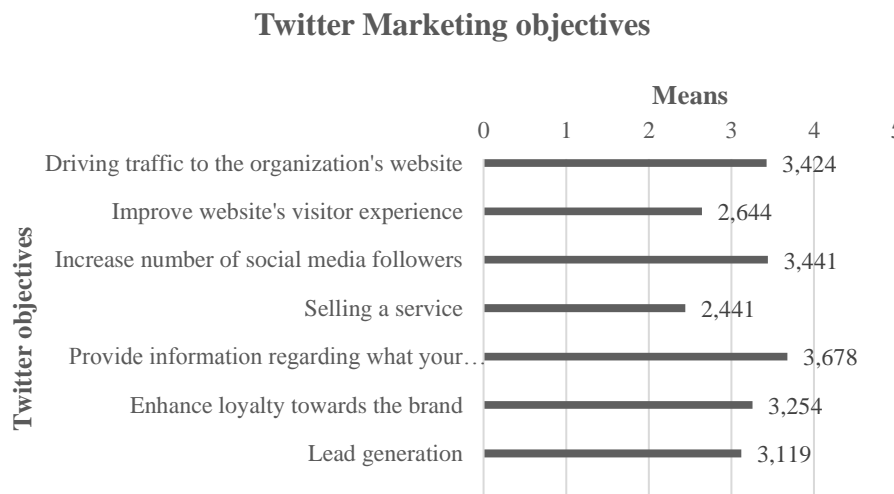 Twitter Marketing objectives
Means
0 1 2 3 4 5
Driving traffic to the organization's website 3,424
Improve website's visitor experience 2,644
Increase number of social media followers 3,441
Selling a service 2,441
Provide information regarding what your… 3,678
Enhance loyalty towards the brand 3,254
Lead generation 3,119
Twitter objectives